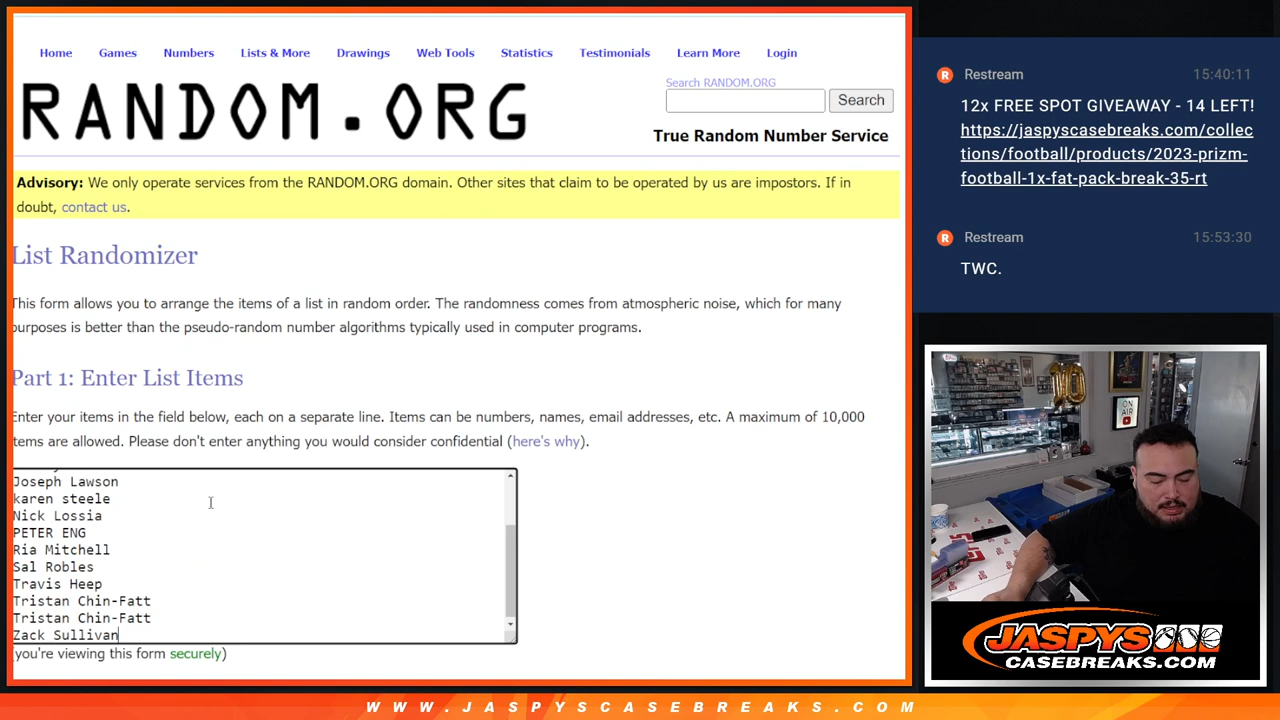 Home Games Numbers Lists & More Drawings Web Tools Statistics Testimonials Learn More Login
RANDOM.ORG
Search RANDOM.ORG
Search
True Random Number Service
Advisory: We only operate services from the RANDOM.ORG domain. Other sites that claim to be operated by us are impostors. If in
doubt, contact us.
List Randomizer
This form allows you to arrange the items of a list in random order. The randomness comes from atmospheric noise, which for many
purposes is better than the pseudo-random number algorithms typically used in computer programs.
Part 1: Enter List Items
Enter your items in the field below, each on a separate line. Items can be numbers, names, email addresses, etc. A maximum of 10,000
items are allowed. Please don't enter anything you would consider confidential (here's why).
Joseph Lawson
karen steele
Nick Lossia
PETER ENG
Ria Mitchell
Sal Robles
Travis Heep
Tristan Chin-Fatt
Tristan Chin-Fatt
Zack Sullivan
(you're viewing this form securely)
R Restream 15:40:11
12x FREE SPOT GIVEAWAY - 14 LEFT!
https://jaspyscasebreaks.com/collec
tions/football/products/2023-prizm-
football-1x-fat-pack-break-35-rt
R Restream 15:53:30
TWC.
10
ON
AIR
JASPYS
CASEBREAKS.COM
WWW.JASPYSCASEBREAKS.COM